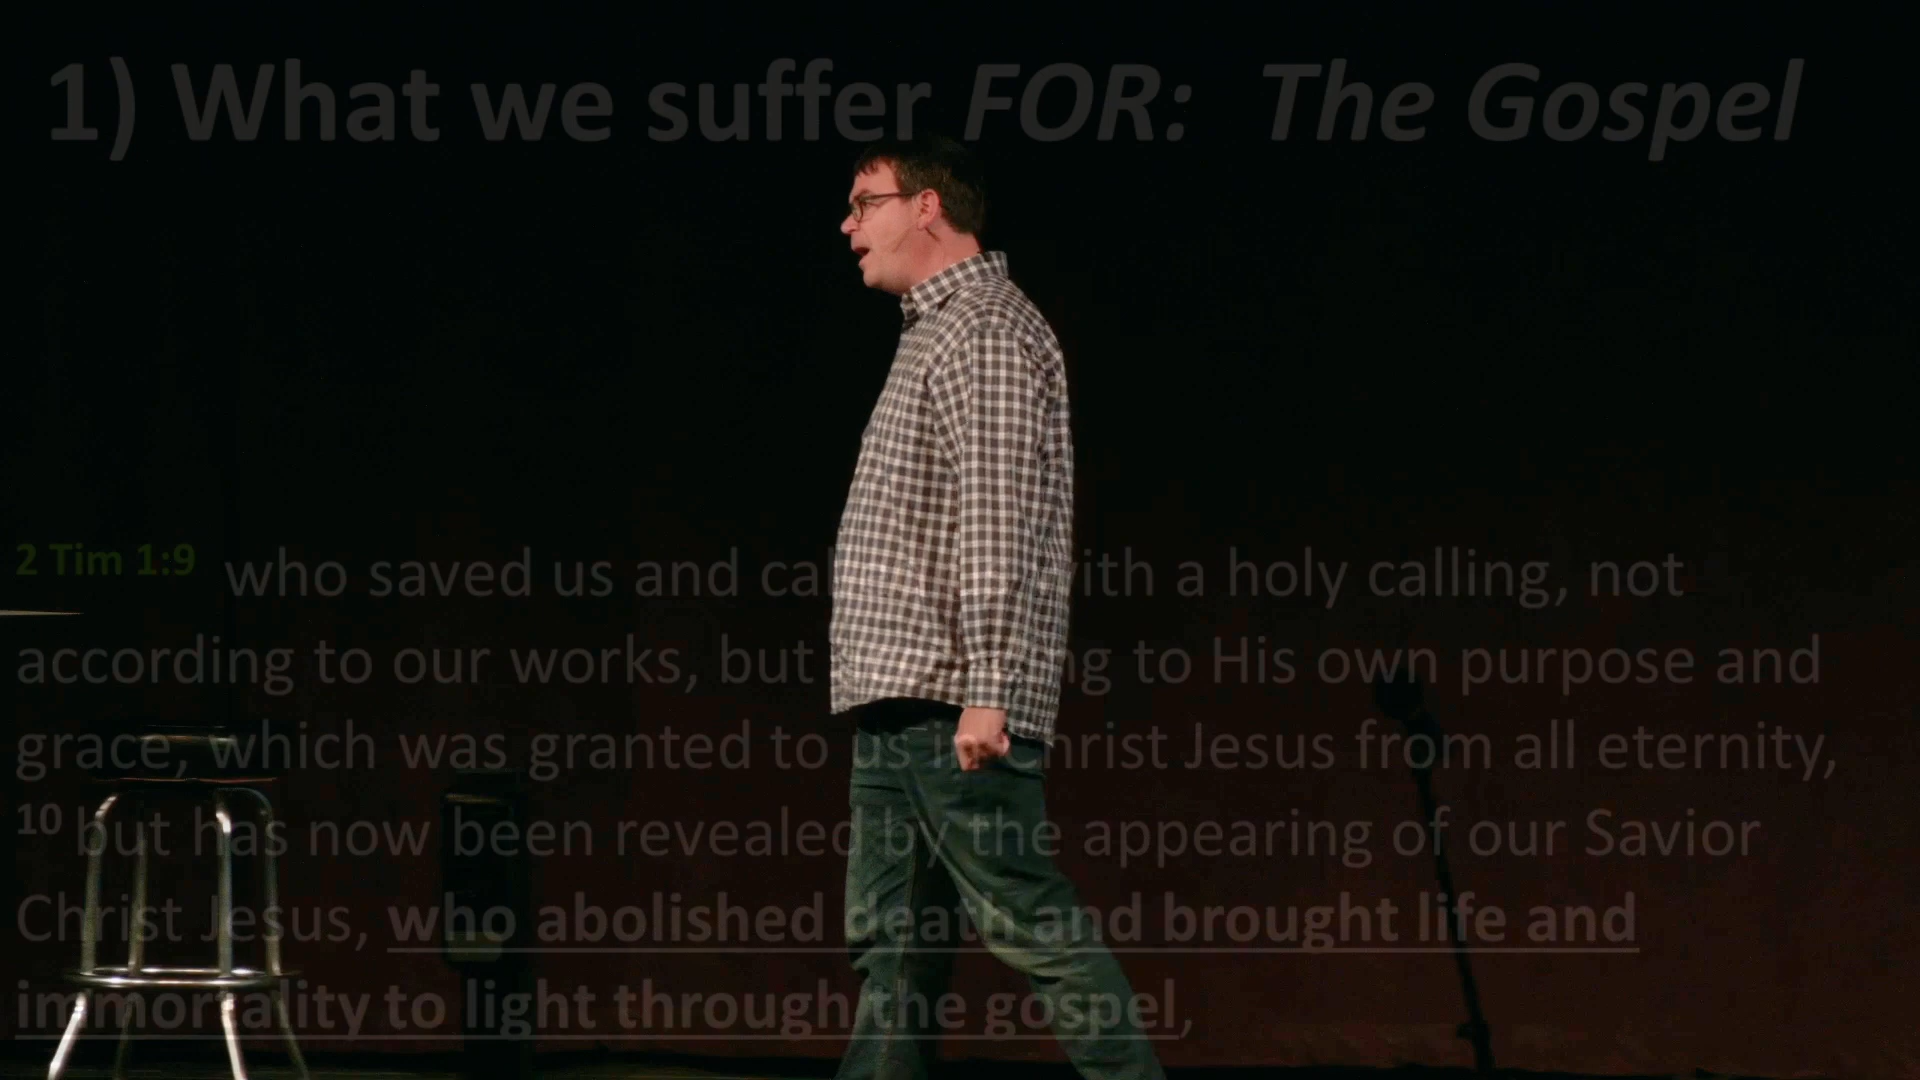 1) What we suffer FOR: The Gospel
2 Tim 1:9 who saved us and ith a holy calling, not
according to our works, but to His own purpose and
grace, which was granted to us in Christ Jesus from all eternity,
10 but has now been revealed by the appearing of our Savior
Christ Jesus, who abolished death and brought life and
immortality to light through the gospel,